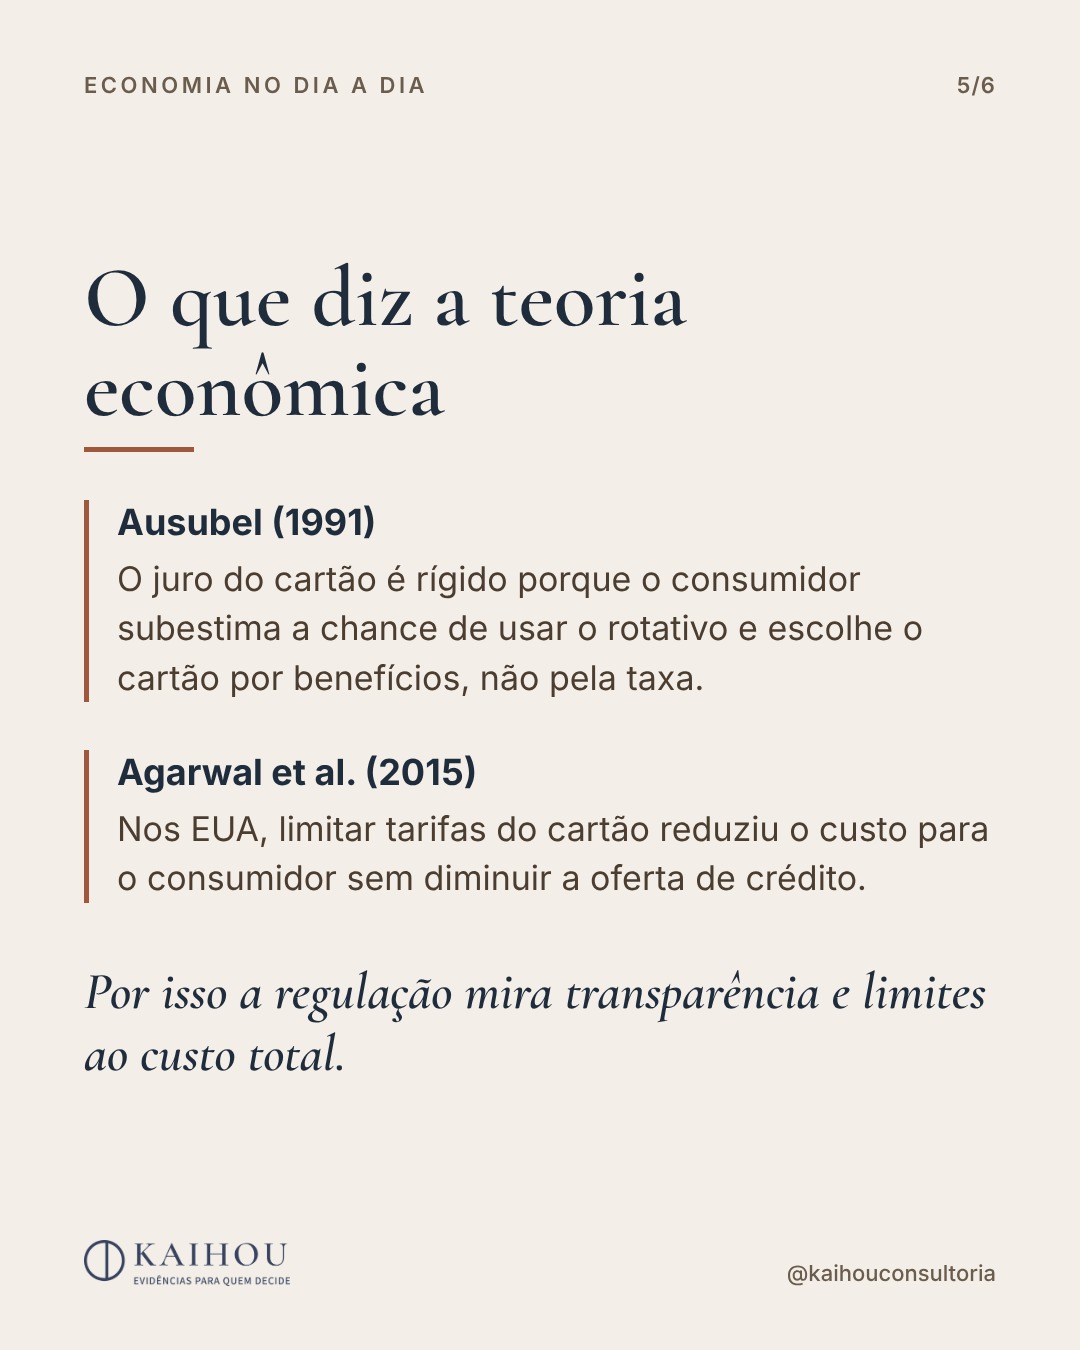 ECONOMIA NO DIA A DIA
5/6
O que diz a teoria
econômica
Ausubel (1991)
O juro do cartão é rígido porque o consumidor
subestima a chance de usar o rotativo e escolhe o
cartão por benefícios, não pela taxa.
Agarwal et al. (2015)
Nos EUA, limitar tarifas do cartão reduziu o custo para
o consumidor sem diminuir a oferta de crédito.
Por isso a regulação mira transparência e limites
ao custo total.
KAIHOU
EVIDÊNCIAS PARA QUEM DECIDE
@kaihouconsultoria